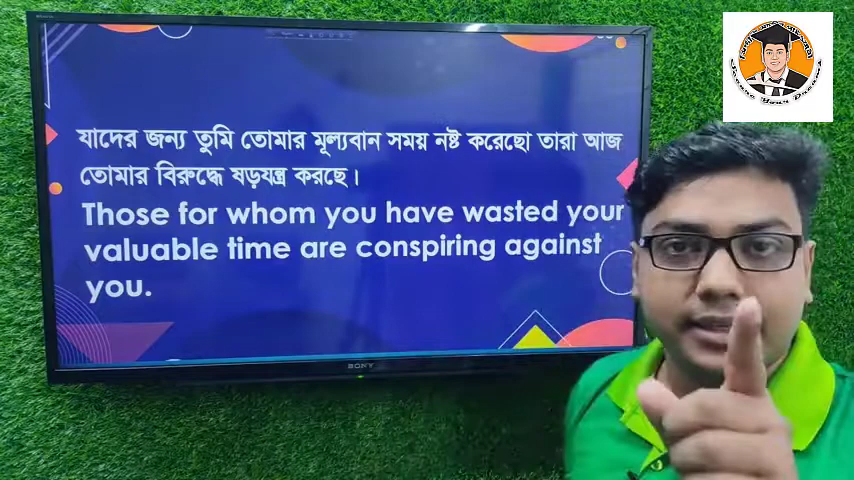 যাদের জন্য তুমি তোমার মূল্যবান সময় নষ্ট করেছো তারা আজ
তোমার বিরুদ্ধে ষড়যন্ত্র করছে।
Those for whom you have wasted your
valuable time are conspiring against
you.
SONY